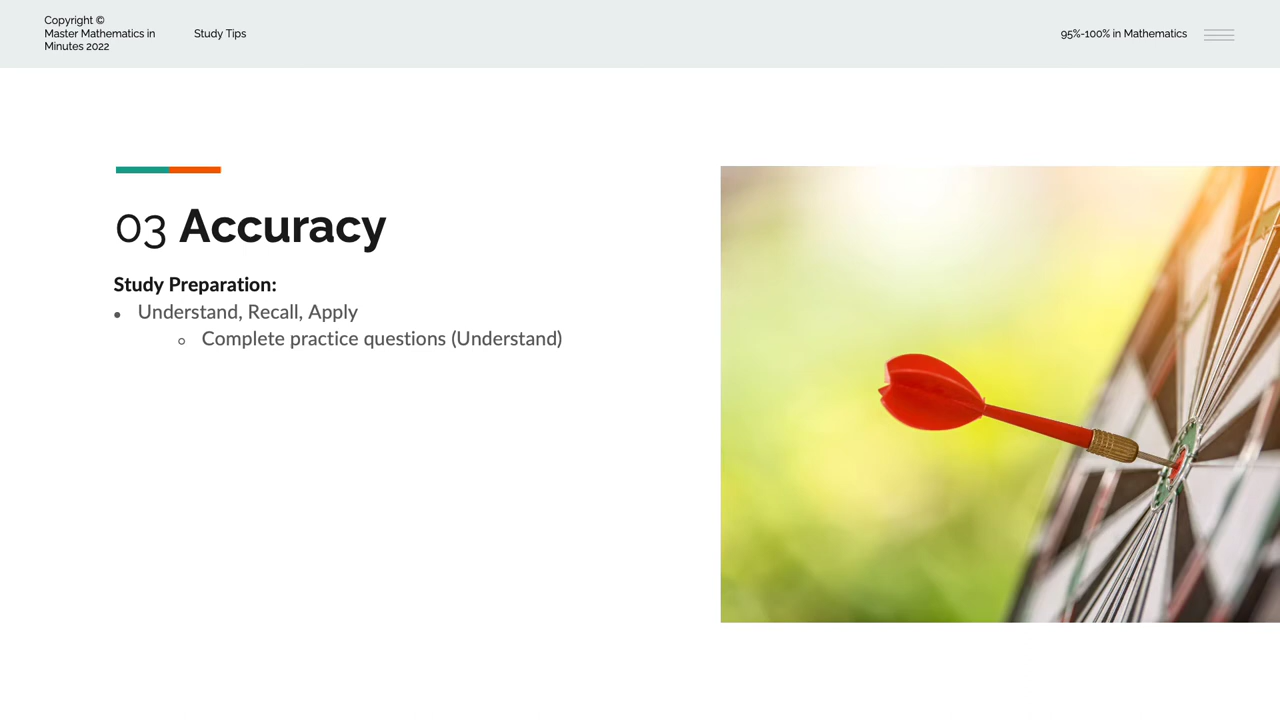 Copyright ©
Master Mathematics in
Minutes 2022
Study Tips
95%-100% in Mathematics
03 Accuracy
Study Preparation:
• Understand, Recall, Apply
○ Complete practice questions (Understand)